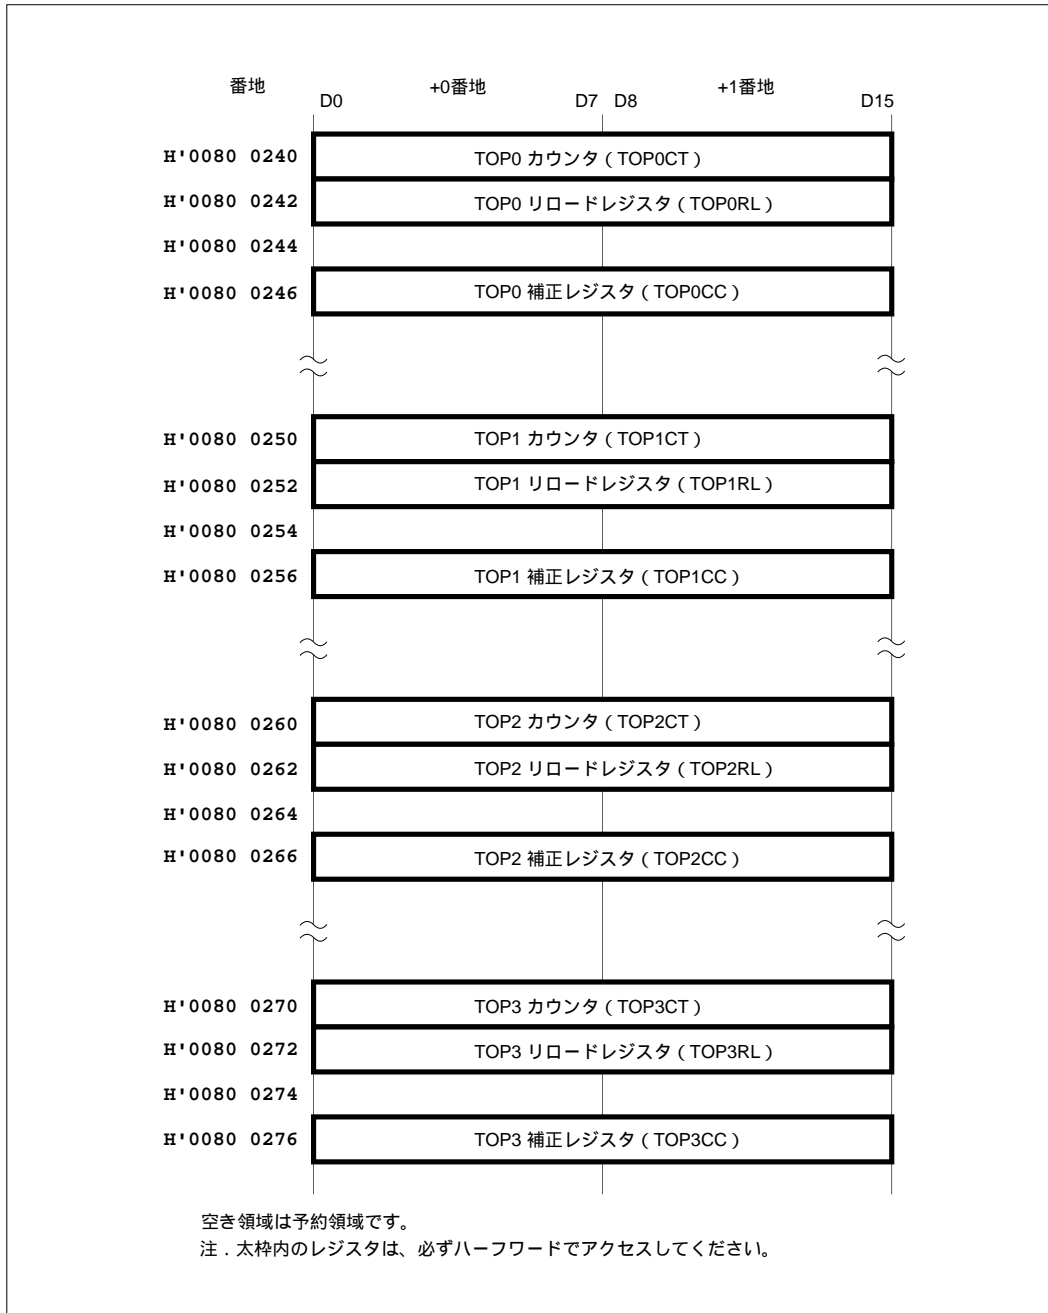 番地 +0番地 +1番地
D0 D7 D8 D15
H'0080 0240 TOP0 カウンタ ( TOP0CT )
H'0080 0242 TOP0 リロードレジスタ ( TOP0RL )
H'0080 0244
H'0080 0246 TOP0 補正レジスタ ( TOP0CC )
H'0080 0250 TOP1 カウンタ ( TOP1CT )
H'0080 0252 TOP1 リロードレジスタ ( TOP1RL )
H'0080 0254
H'0080 0256 TOP1 補正レジスタ ( TOP1CC )
H'0080 0260 TOP2 カウンタ ( TOP2CT )
H'0080 0262 TOP2 リロードレジスタ ( TOP2RL )
H'0080 0264
H'0080 0266 TOP2 補正レジスタ ( TOP2CC )
H'0080 0270 TOP3 カウンタ ( TOP3CT )
H'0080 0272 TOP3 リロードレジスタ ( TOP3RL )
H'0080 0274
H'0080 0276 TOP3 補正レジスタ ( TOP3CC )
空き領域は予約領域です。
注．太枠内のレジスタは、必ずハーフワードでアクセスしてください。